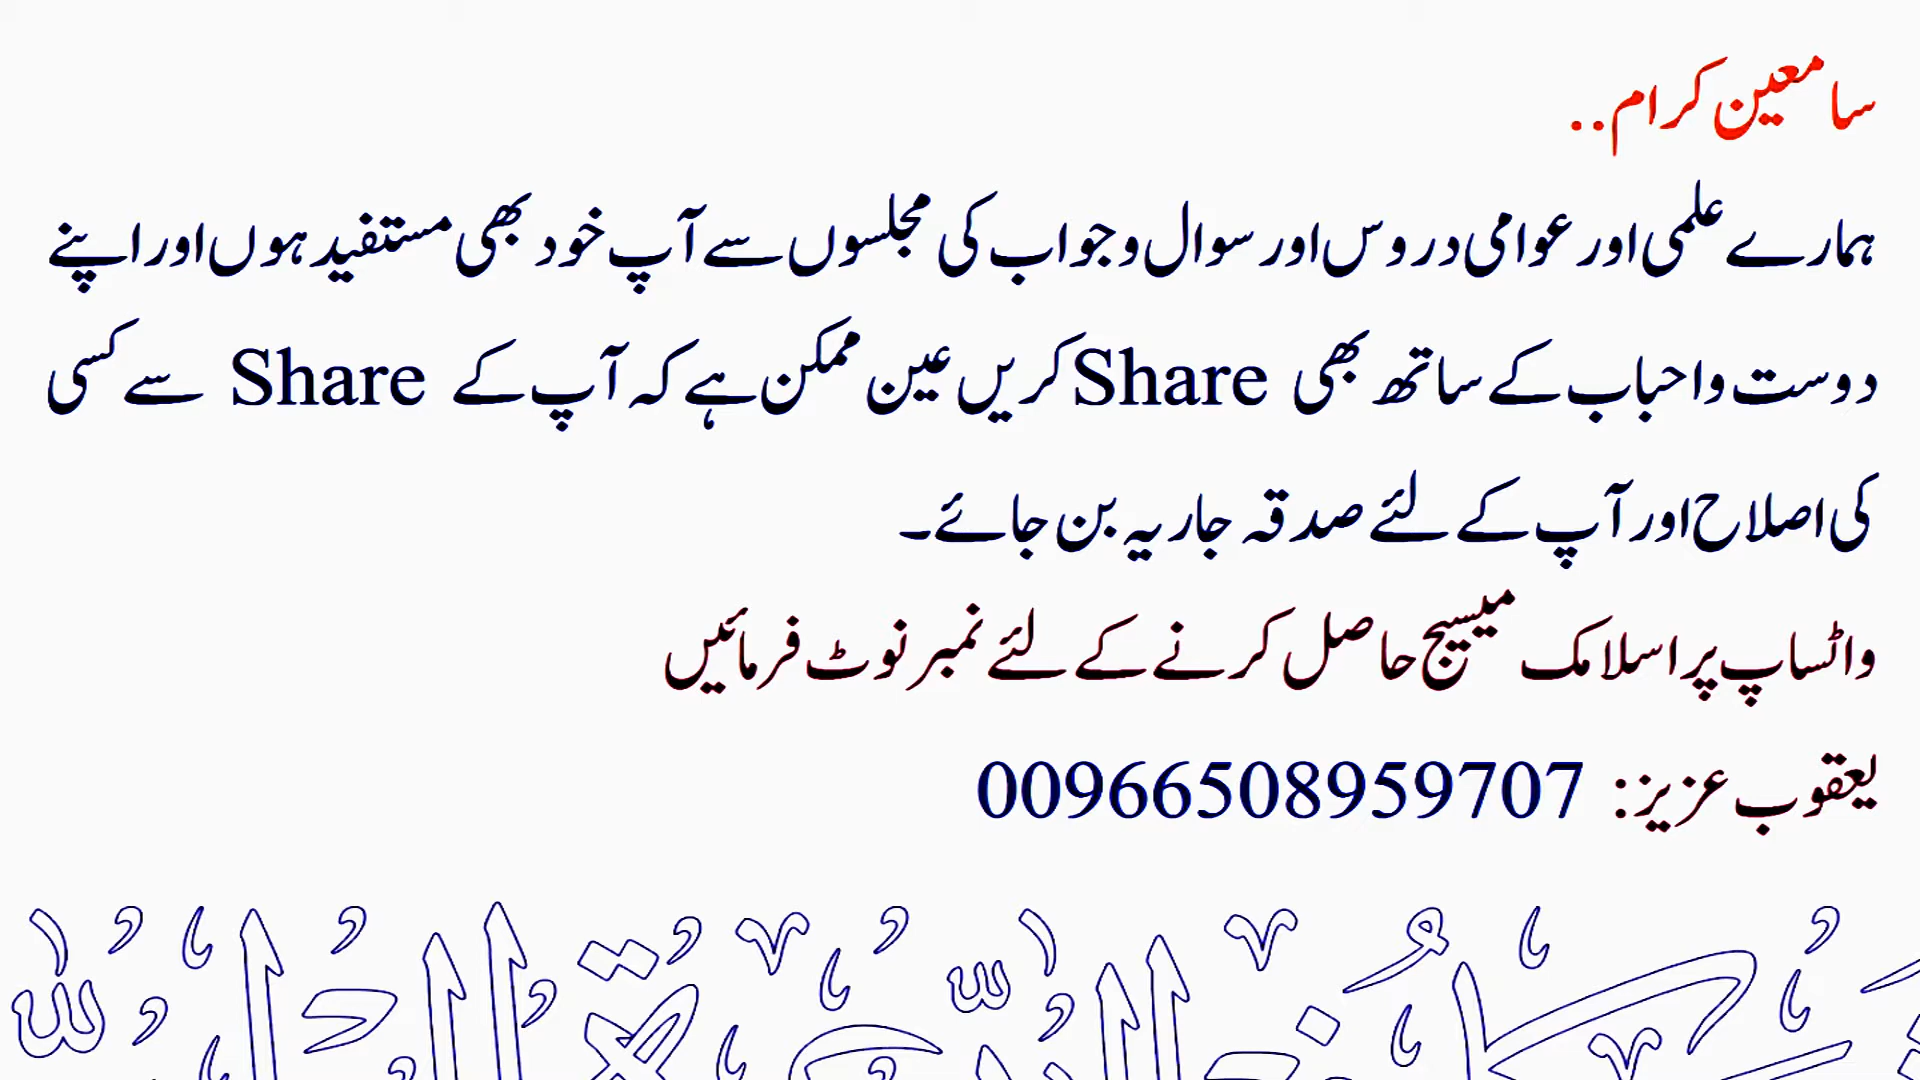 سامعین کرام..
ہمارے علمی اور عوامی دروس اور سوال و جواب کی مجلسوں سے آپ خود بھی مستفید ہوں اور اپنے
دوست و احباب کے ساتھ بھی Share کریں عین ممکن ہے کہ آپ کے Share سے کسی
کی اصلاح اور آپ کے لئے صدقہ جاریہ بن جائے۔
واٹساپ پر اسلامک میسیج حاصل کرنے کے لئے نمبر نوٹ فرمائیں
یعقوب عزیز: 00966508959707